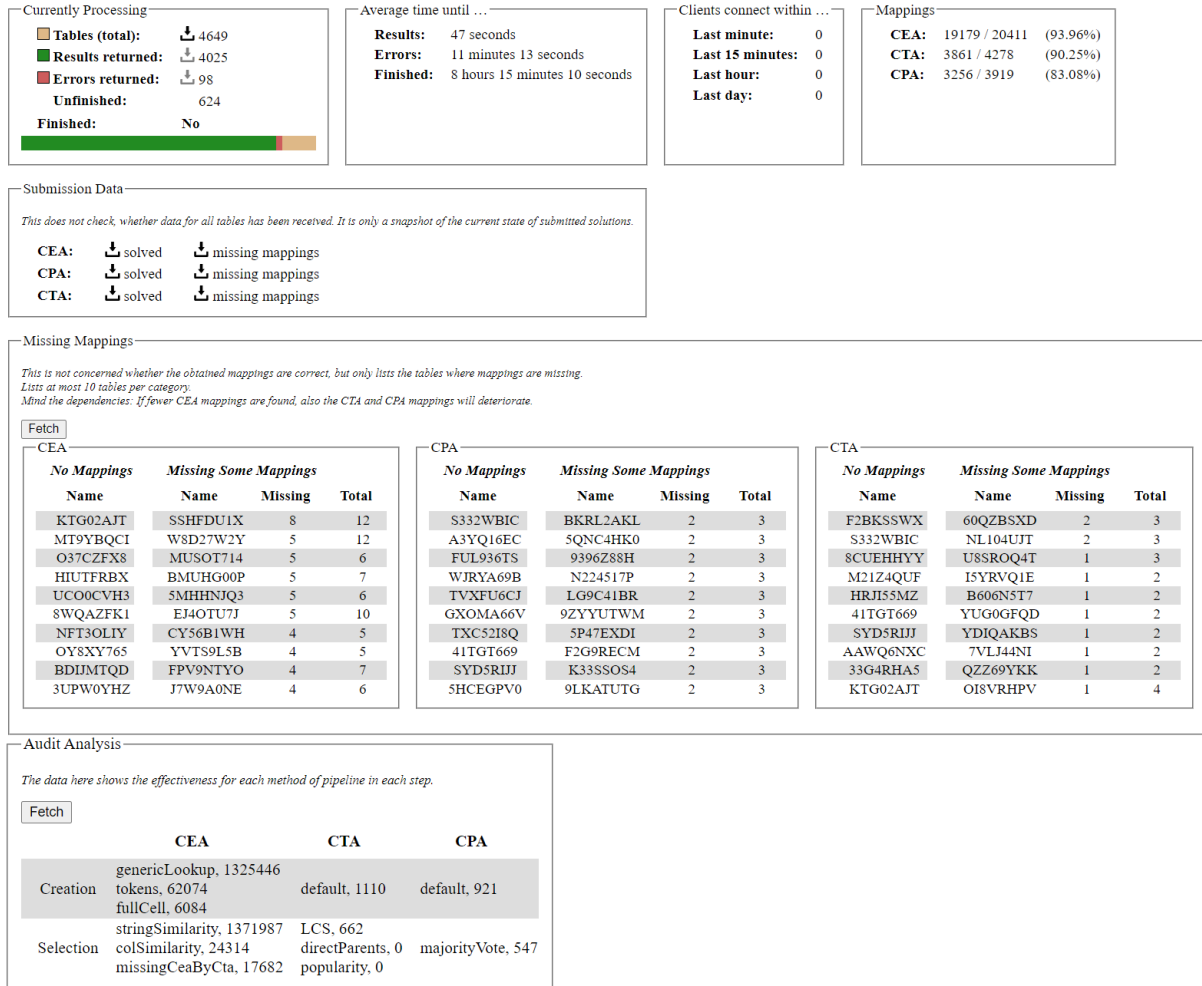 Currently Processing
Tables (total): 4649
Results returned: 4025
Errors returned: 98
Unfinished: 624
Finished: No
Average time until …
Results: 47 seconds
Errors: 11 minutes 13 seconds
Finished: 8 hours 15 minutes 10 seconds
Clients connect within …
Last minute: 0
Last 15 minutes: 0
Last hour: 0
Last day: 0
Mappings
CEA: 19179 / 20411 (93.96%)
CTA: 3861 / 4278 (90.25%)
CPA: 3256 / 3919 (83.08%)
Submission Data
This does not check, whether data for all tables has been received. It is only a snapshot of the current state of submitted solutions.
CEA: solved missing mappings
CPA: solved missing mappings
CTA: solved missing mappings
Missing Mappings
This is not concerned whether the obtained mappings are correct, but only lists the tables where mappings are missing.
Lists at most 10 tables per category.
Mind the dependencies: If fewer CEA mappings are found, also the CTA and CPA mappings will deteriorate.
Fetch
CEA
No Mappings Missing Some Mappings
Name Name Missing Total
KTG02AJT SSHFDU1X 8 12
MT9YBQCI W8D27W2Y 5 12
O37CZFX8 MUSOT714 5 6
HIUTFRBX BMUHG00P 5 7
UCO0CVH3 5MHHNJQ3 5 6
8WQAZFK1 EJ4OTU7J 5 10
NFT3OLIY CY56B1WH 4 5
OY8XY765 YVTS9L5B 4 5
BDIJMTQD FPV9NTYO 4 7
3UPW0YHZ J7W9A0NE 4 6
CPA
No Mappings Missing Some Mappings
Name Name Missing Total
S332WBIC BKRL2AKL 2 3
A3YQ16EC 5QNC4HK0 2 3
FUL936TS 9396Z88H 2 3
WJRYA69B N224517P 2 3
TVXFU6CJ LG9C41BR 2 3
GXOMA66V 9ZYYUTWM 2 3
TXC52I8Q 5P47EXDI 2 3
41TGT669 F2G9RECM 2 3
SYD5RIJJ K33SSOS4 2 3
5HCEGPV0 9LKATUTG 2 3
CTA
No Mappings Missing Some Mappings
Name Name Missing Total
F2BKSSWX 60QZBSXD 2 3
S332WBIC NL104UJT 2 3
8CUEHHYY U8SROQ4T 1 3
M21Z4QUF I5YRVQ1E 1 2
HRJI55MZ B606N5T7 1 2
41TGT669 YUG0GFQD 1 2
SYD5RIJJ YDIQAKBS 1 2
AAWQ6NXC 7VLJ44NI 1 2
33G4RHA5 QZZ69YKK 1 2
KTG02AJT OI8VRHPV 1 4
Audit Analysis
The data here shows the effectiveness for each method of pipeline in each step.
Fetch
CEA CTA CPA
genericLookup, 1325446
Creation tokens, 62074 default, 1110 default, 921
fullCell, 6084
stringSimilarity, 1371987 LCS, 662
Selection colSimilarity, 24314 directParents, 0 majorityVote, 547
missingCeaByCta, 17682 popularity, 0